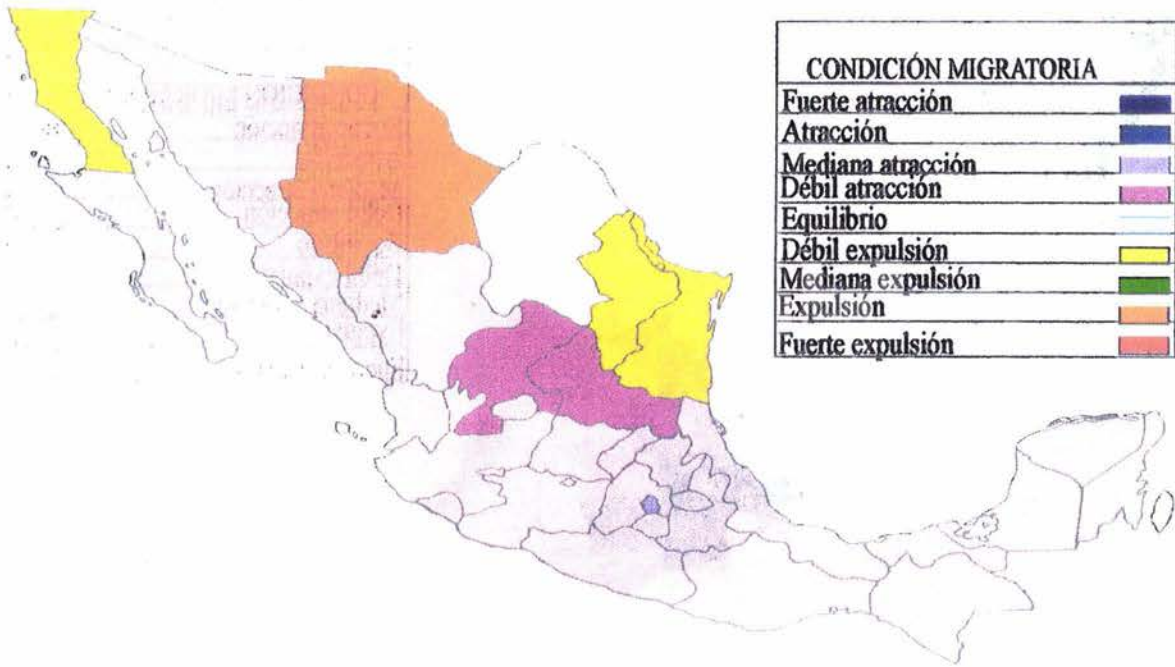 CONDICIÓN MIGRATORIA
Fuerte atracción
Atracción
Mediana atracción
Débil atracción
Equilibrio
Débil expulsión
Mediana expulsión
Expulsión
Fuerte expulsión